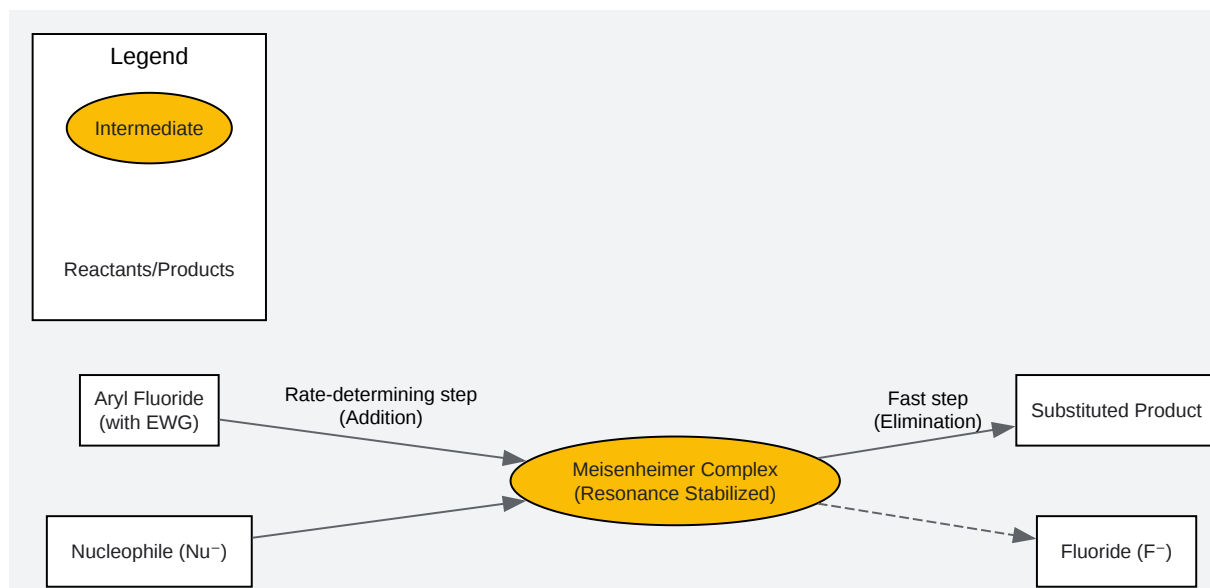 Legend
Intermediate
Reactants/Products
Aryl Fluoride
(with EWG)
Rate-determining step
(Addition)
Fast step
(Elimination)
Substituted Product
Meisenheimer Complex
(Resonance Stabilized)
Nucleophile (Nu⁻)
Fluoride (F⁻)